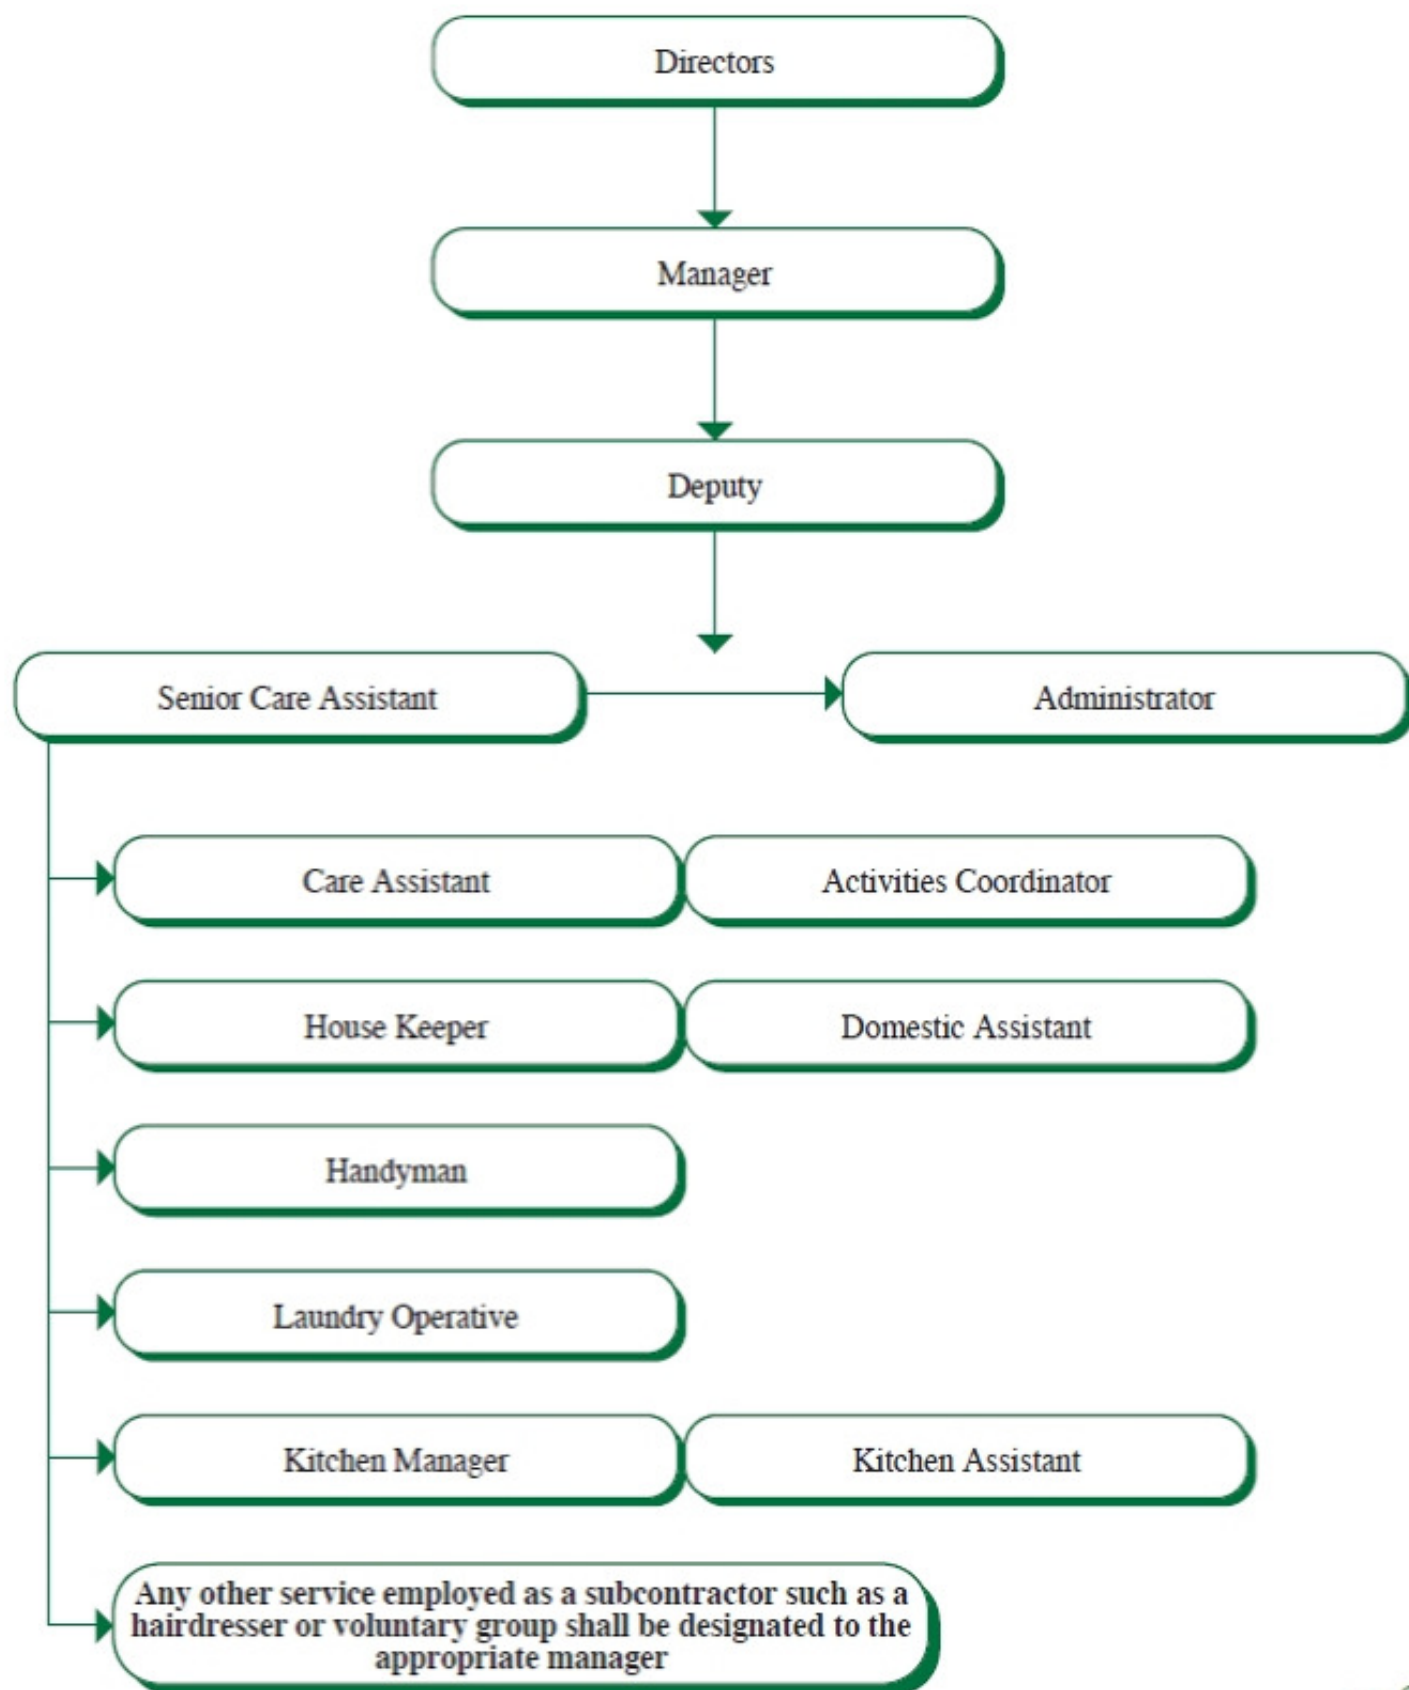 Directors
Manager
Deputy
Senior Care Assistant
Administrator
Care Assistant
Activities Coordinator
House Keeper
Domestic Assistant
Handyman
Laundry Operative
Kitchen Manager
Kitchen Assistant
Any other service employed as a subcontractor such as a
hairdresser or voluntary group shall be designated to the
appropriate manager